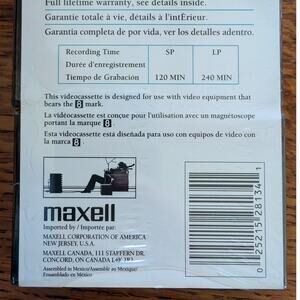 Full lifetime warranty, see details inside.
Garantie totale à vie, détails à l'intÉrieur.
Garantía completa de por vida, ver los detalles adentro.
Recording Time SP LP
Durée d'enregistrement
Tiempo de Grabación 120 MIN 240 MIN
This videocassette is designed for use with video equipment that
bears the 8 mark.
La vidéocassette est conçue pour l'utilisation avec un magnétoscope
portant la marque 8.
Esta videocassette está diseñada para uso con equipos de video con
la marca 8
maxell
Imported by / Importée par:
MAXELL CORPORATION OF AMERICA
NEW JERSEY, U.S.A.
MAXELL CANADA, 111 STAFFERN DR.
CONCORD, ON CANADA L4K 2R2
Assembled in Mexico/Assemblé en Mexique/
Ensamblado en México
0 25215 28134 1